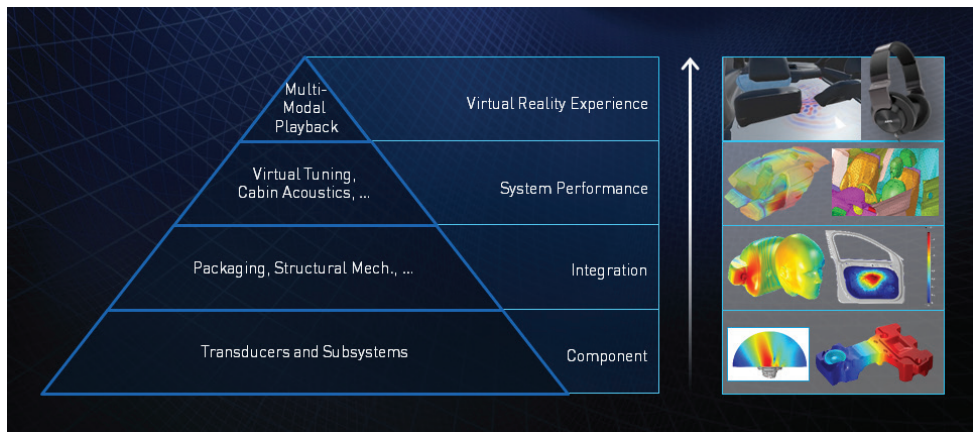 Multi-
Modal
Playback
Virtual Reality Experience
Virtual Tuning,
Cabin Acoustics, ...
System Performance
Packaging, Structural Mech., ...
Integration
Transducers and Subsystems
Component